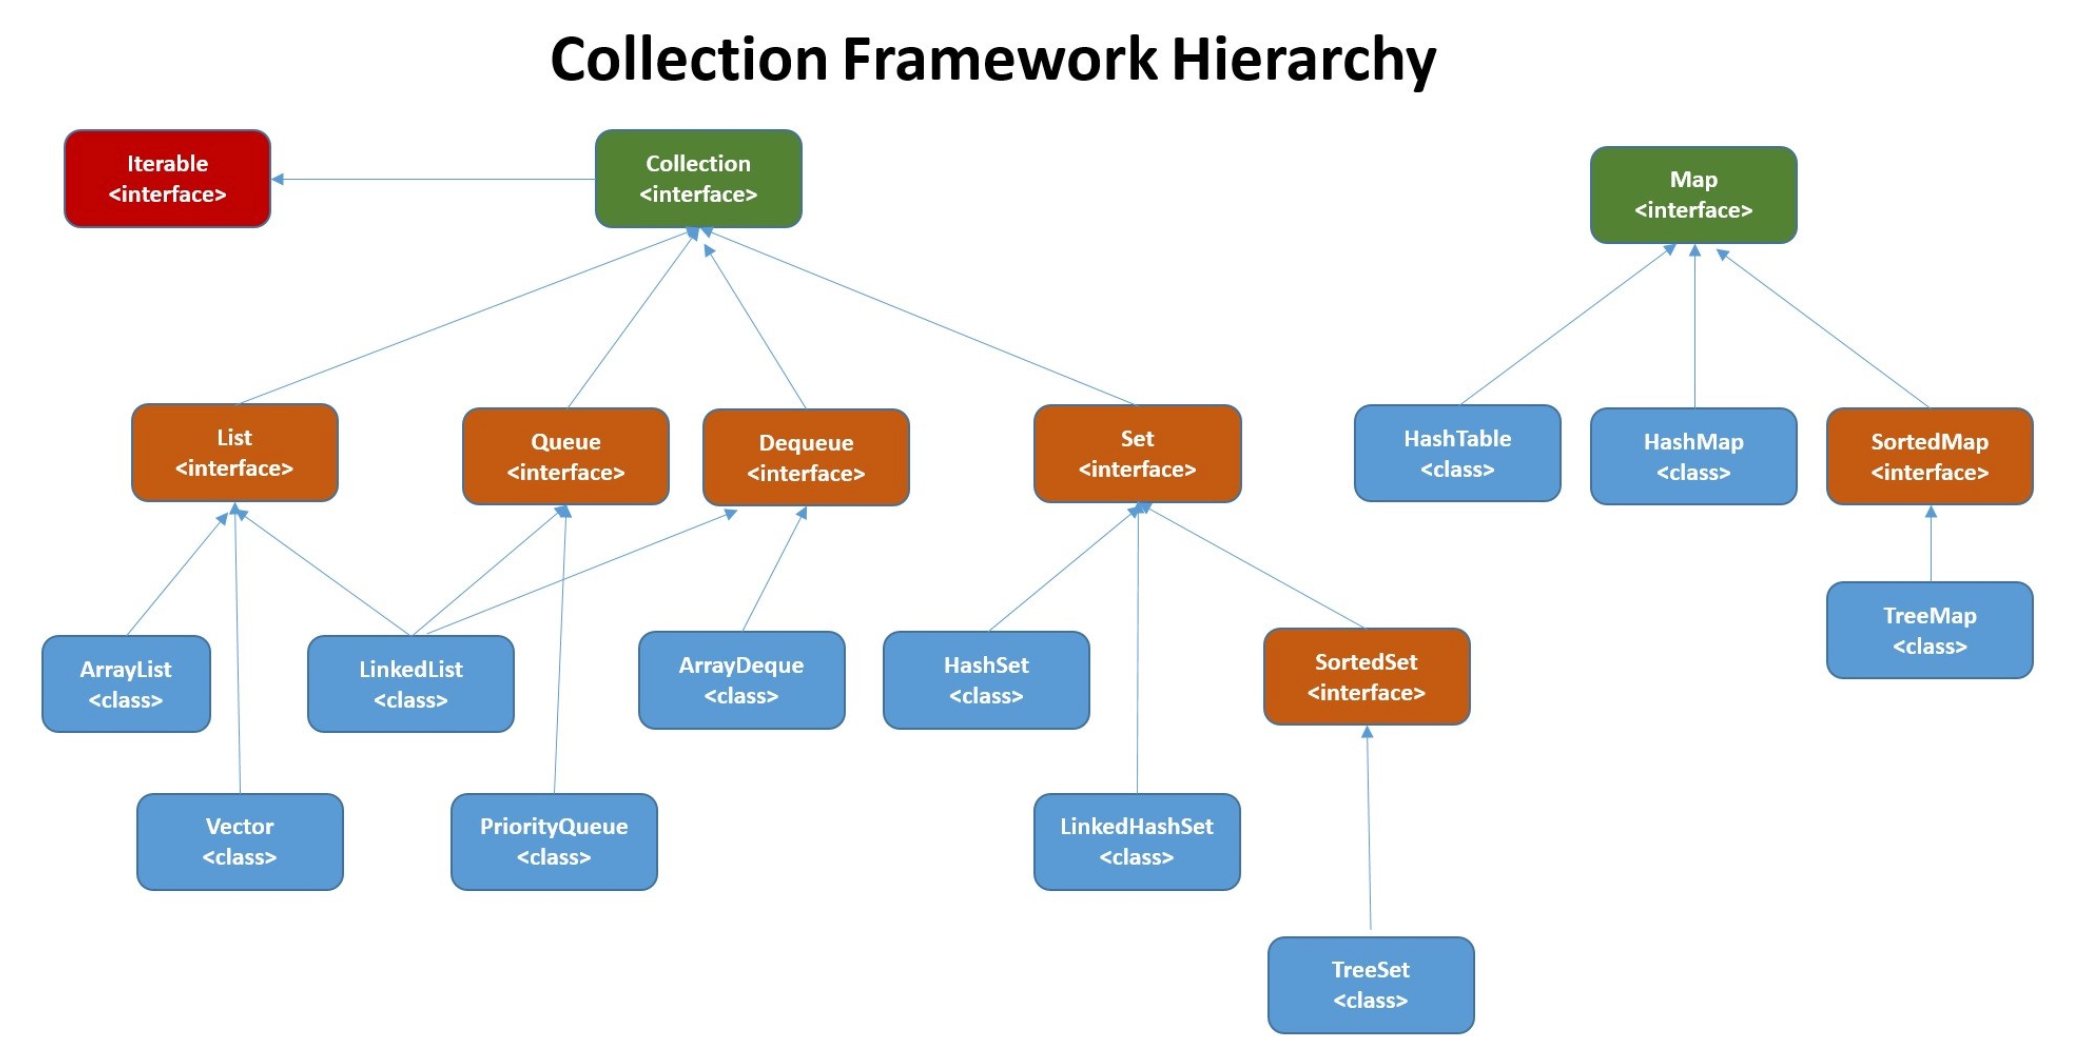 Collection Framework Hierarchy
Iterable
<interface>
Collection
<interface>
Map
<interface>
List
<interface>
Queue
<interface>
Dequeue
<interface>
Set
<interface>
HashTable
<class>
HashMap
<class>
SortedMap
<interface>
ArrayList
<class>
LinkedList
<class>
ArrayDeque
<class>
HashSet
<class>
SortedSet
<interface>
TreeMap
<class>
Vector
<class>
PriorityQueue
<class>
LinkedHashSet
<class>
TreeSet
<class>